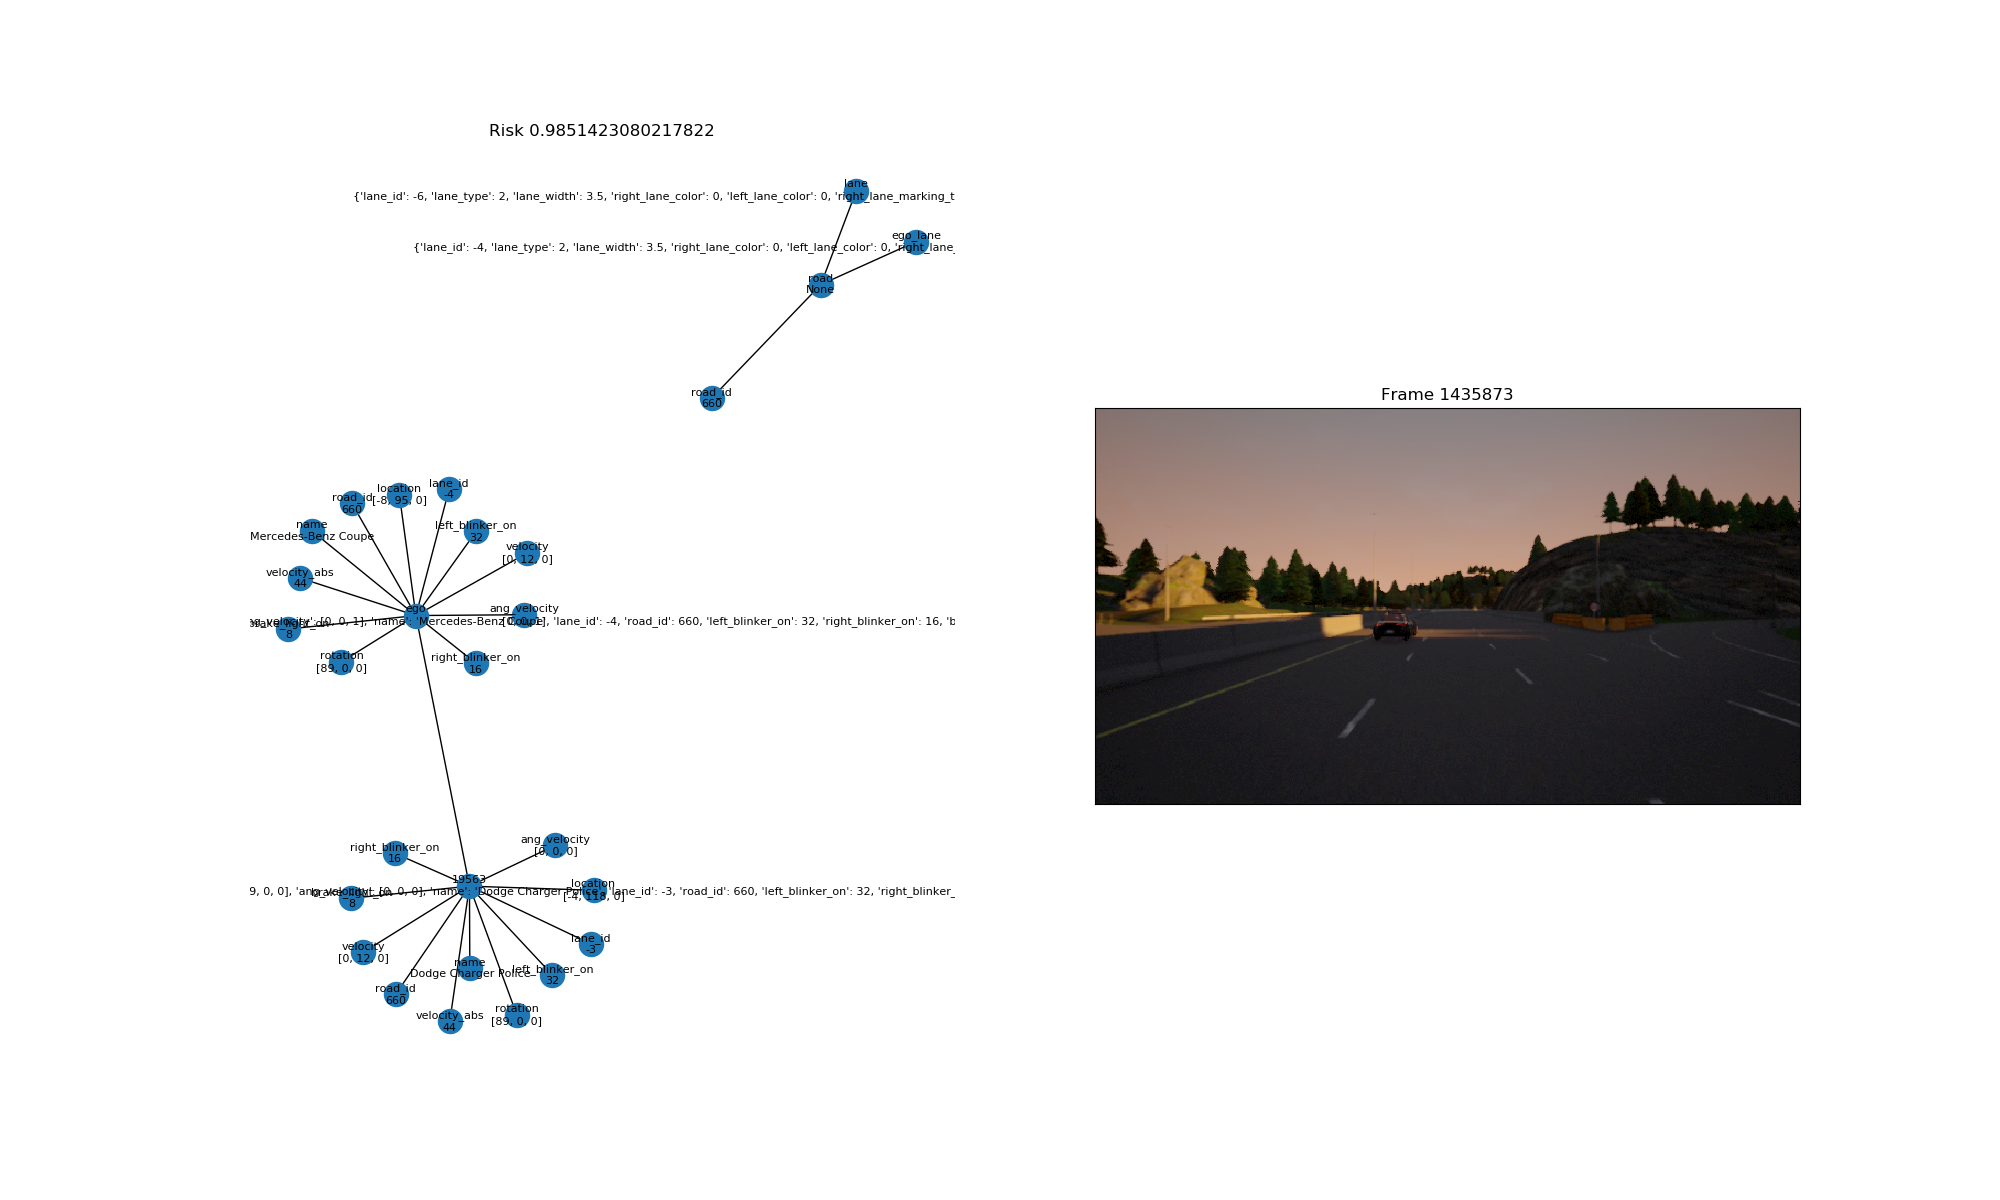 Risk 0.9851423080217822
lane
{'lane_id': -6, 'lane_type': 2, 'lane_width': 3.5, 'right_lane_color': 0, 'left_lane_color': 0, 'right_lane_marking_t
ego_lane
{'lane_id': -4, 'lane_type': 2, 'lane_width': 3.5, 'right_lane_color': 0, 'left_lane_color': 0, 'right_lane_
road
None
road_id
660
Frame 1435873
lane_id
-4
location
[-8, 95, 0]
road_id
660
name
Mercedes-Benz Coupe
left_blinker_on
32
velocity
[0, 12, 0]
velocity_abs
44
ego
ang_velocity
[0, 0, 1]
velocity': [0, 0, 1], 'name': 'Mercedes-Benz Coupe', 'lane_id': -4, 'road_id': 660, 'left_blinker_on': 32, 'right_blinker_on': 16, 'b
8
rotation
[89, 0, 0]
right_blinker_on
16
ang_velocity
[0, 0, 0]
right_blinker_on
16
19563
location
[-4, 118, 0]
9, 0, 0], 'ang_velocity': [0, 0, 0], 'name': 'Dodge Charger Police', 'lane_id': -3, 'road_id': 660, 'left_blinker_on': 32, 'right_blinker_
8
lane_id
-3
velocity
[0, 12, 0]
name
Dodge Charger Police
left_blinker_on
32
road_id
660
rotation
[89, 0, 0]
velocity_abs
44